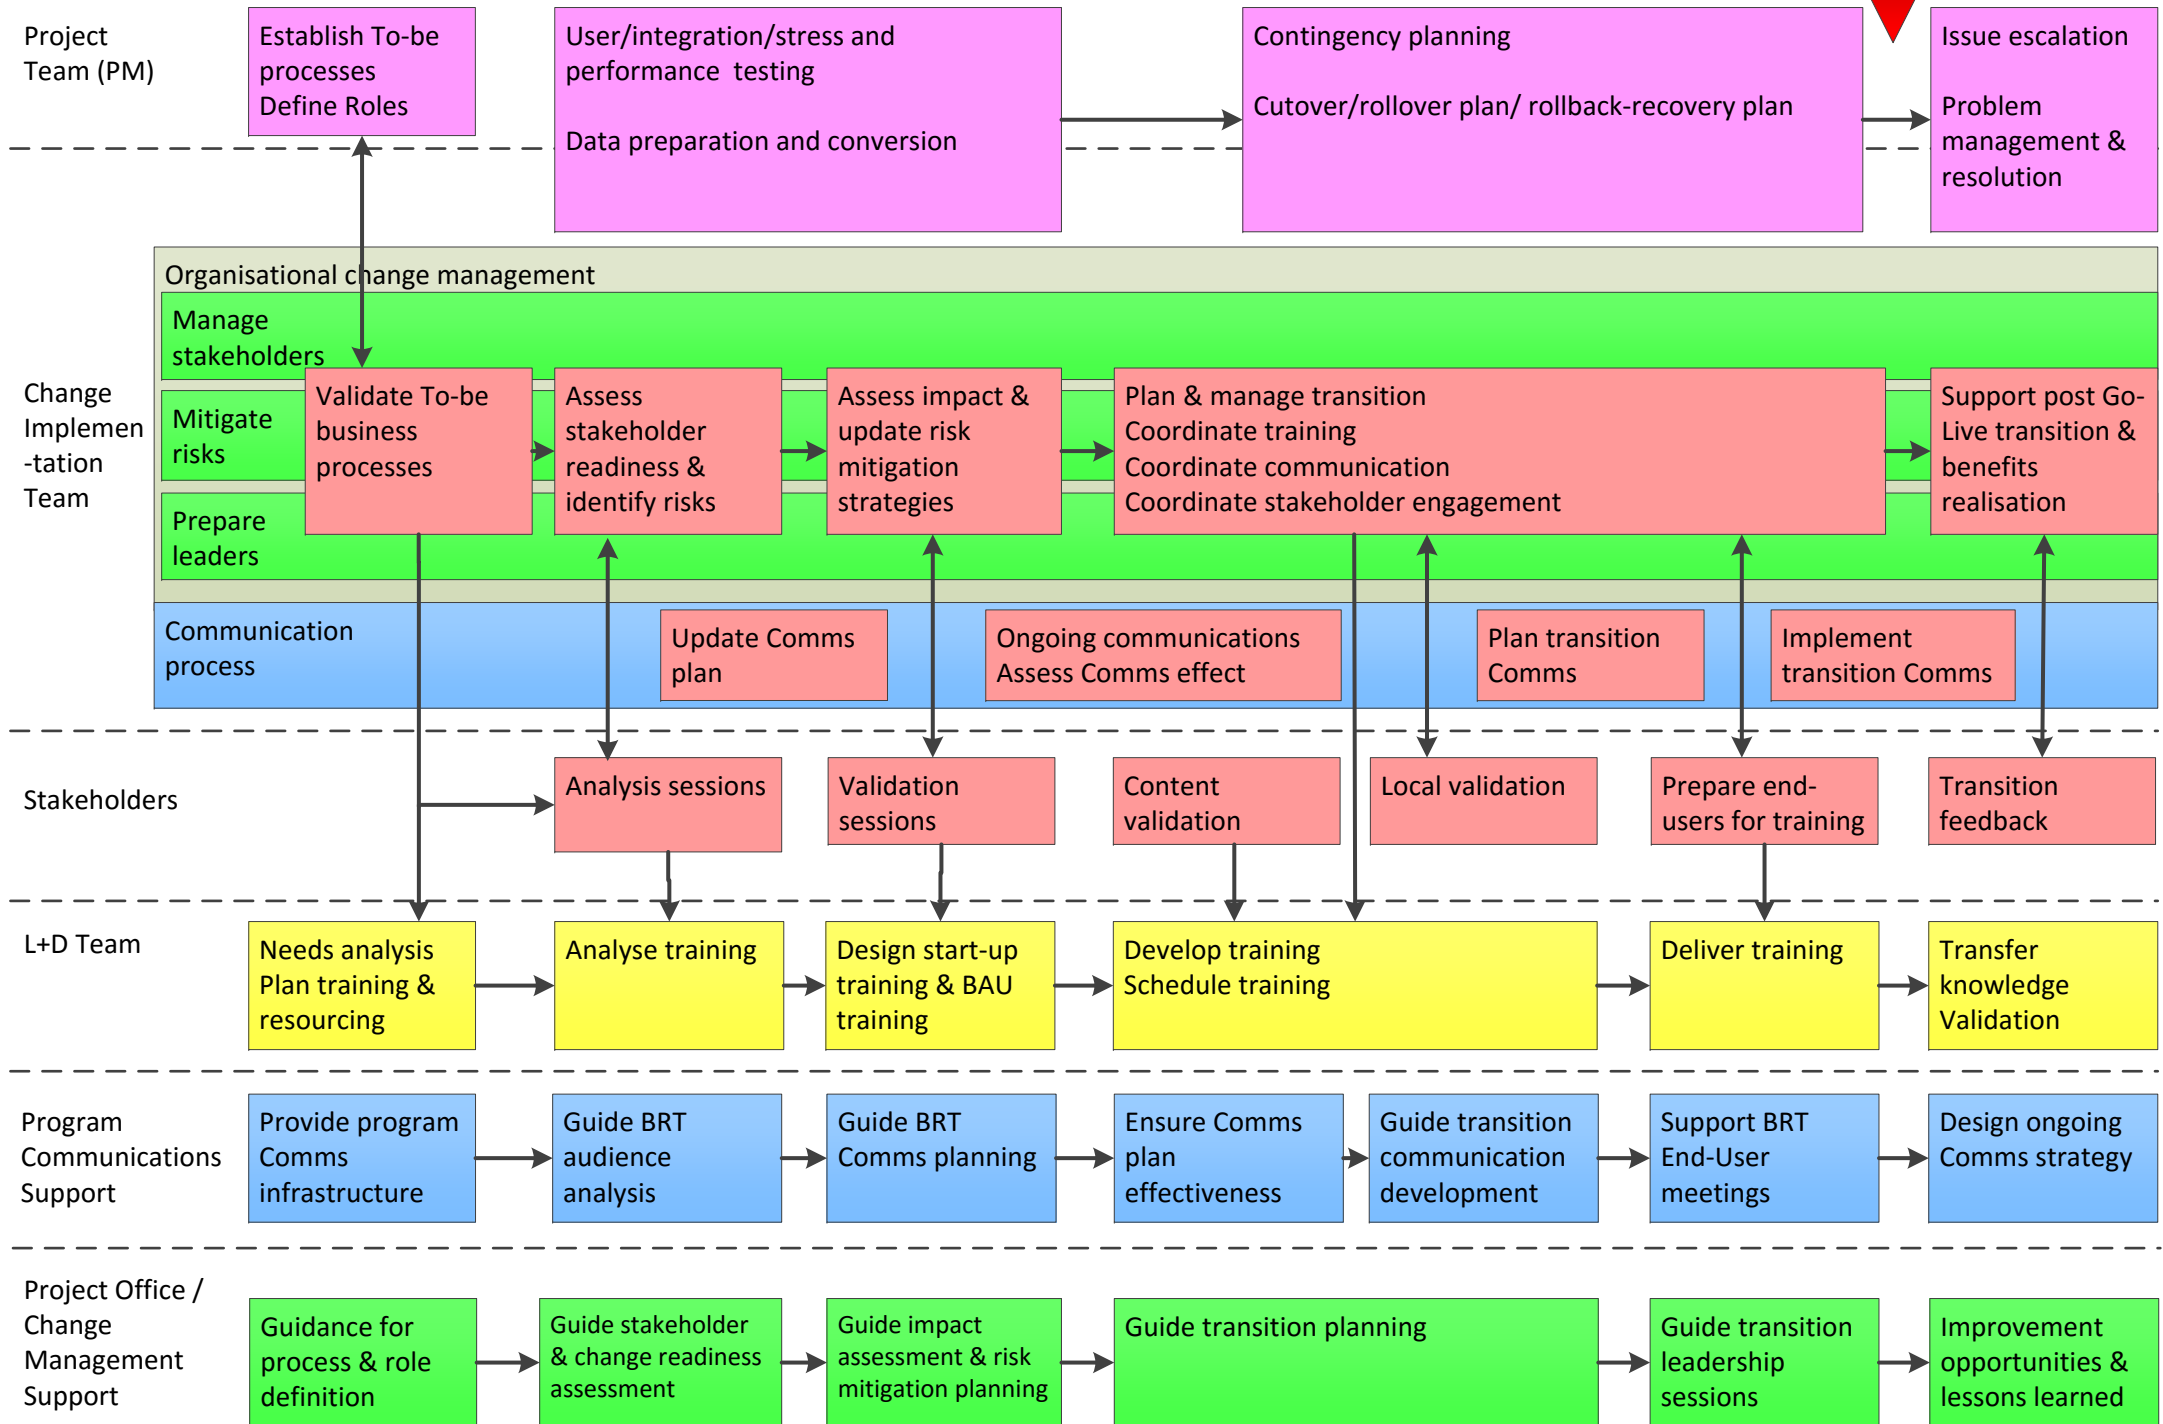 Project
Team (PM)
Establish To-be
processes
Define Roles
User/integration/stress and
performance  testing
Data preparation and conversion
Contingency planning
Cutover/rollover plan/ rollback-recovery plan
Issue escalation
Problem
management &
resolution
Change
Implemen
-tation
Team
Organisational change management
Manage
stakeholders
Mitigate
risks
Prepare
leaders
Validate To-be
business
processes
Assess
stakeholder
readiness &
identify risks
Assess impact &
update risk
mitigation
strategies
Plan & manage transition
Coordinate training
Coordinate communication
Coordinate stakeholder engagement
Support post Go-
Live transition &
benefits
realisation
Communication
process
Update Comms
plan
Ongoing communications
Assess Comms effect
Plan transition
Comms
Implement
transition Comms
Stakeholders
Analysis sessions
Validation
sessions
Content
validation
Local validation
Prepare end-
users for training
Transition
feedback
L+D Team
Needs analysis
Plan training &
resourcing
Analyse training
Design start-up
training & BAU
training
Develop training
Schedule training
Deliver training
Transfer
knowledge
Validation
Program
Communications
Support
Provide program
Comms
infrastructure
Guide BRT
audience
analysis
Guide BRT
Comms planning
Ensure Comms
plan
effectiveness
Guide transition
communication
development
Support BRT
End-User
meetings
Design ongoing
Comms strategy
Project Office /
Change
Management
Support
Guidance for
process & role
definition
Guide stakeholder
& change readiness
assessment
Guide impact
assessment & risk
mitigation planning
Guide transition planning
Guide transition
leadership
sessions
Improvement
opportunities &
lessons learned